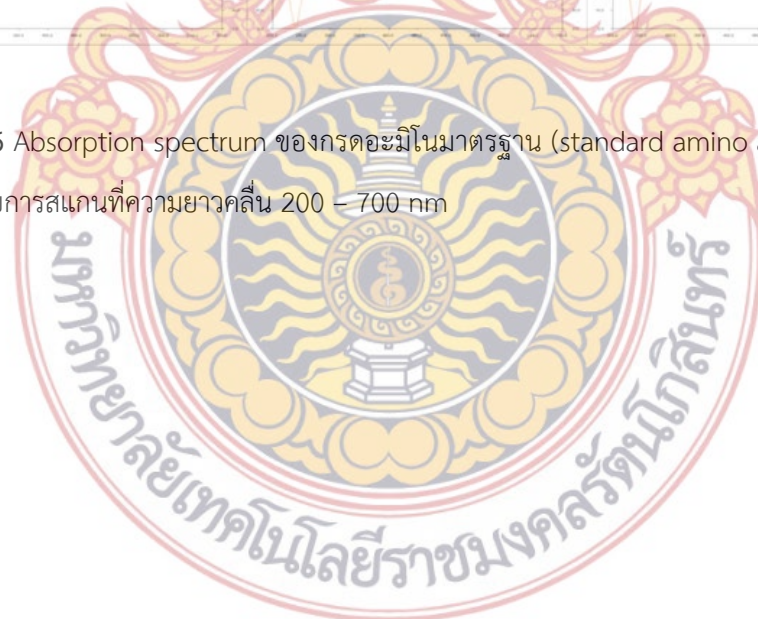 5 Absorption spectrum ของกรดอะมิโนมาตรฐาน (standard amino
การสแกนที่ความยาวคลื่น 200 – 700 nm
มหาวิทยาลัยเทคโนโลยีราชมงคลรัตนโกสินทร์